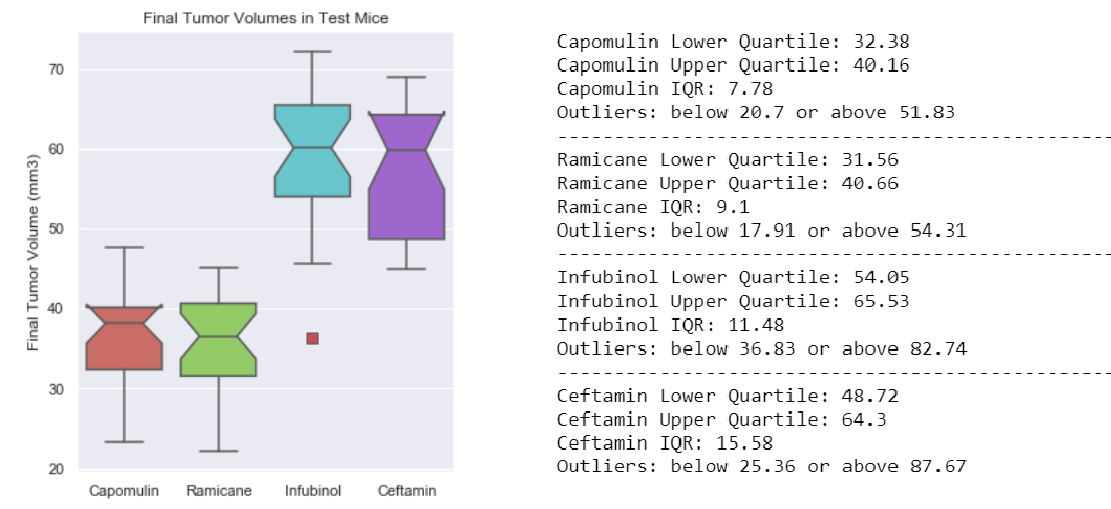 Final Tumor Volumes in Test Mice
Final Tumor Volume (mm3)
70
60
50
40
30
20
Capomulin
Ramicane
Infubinol
Ceftamin
Capomulin Lower Quartile: 32.38
Capomulin Upper Quartile: 40.16
Capomulin IQR: 7.78
Outliers: below 20.7 or above 51.83
------------------------------------------------
Ramicane Lower Quartile: 31.56
Ramicane Upper Quartile: 40.66
Ramicane IQR: 9.1
Outliers: below 17.91 or above 54.31
------------------------------------------------
Infubinol Lower Quartile: 54.05
Infubinol Upper Quartile: 65.53
Infubinol IQR: 11.48
Outliers: below 36.83 or above 82.74
------------------------------------------------
Ceftamin Lower Quartile: 48.72
Ceftamin Upper Quartile: 64.3
Ceftamin IQR: 15.58
Outliers: below 25.36 or above 87.67